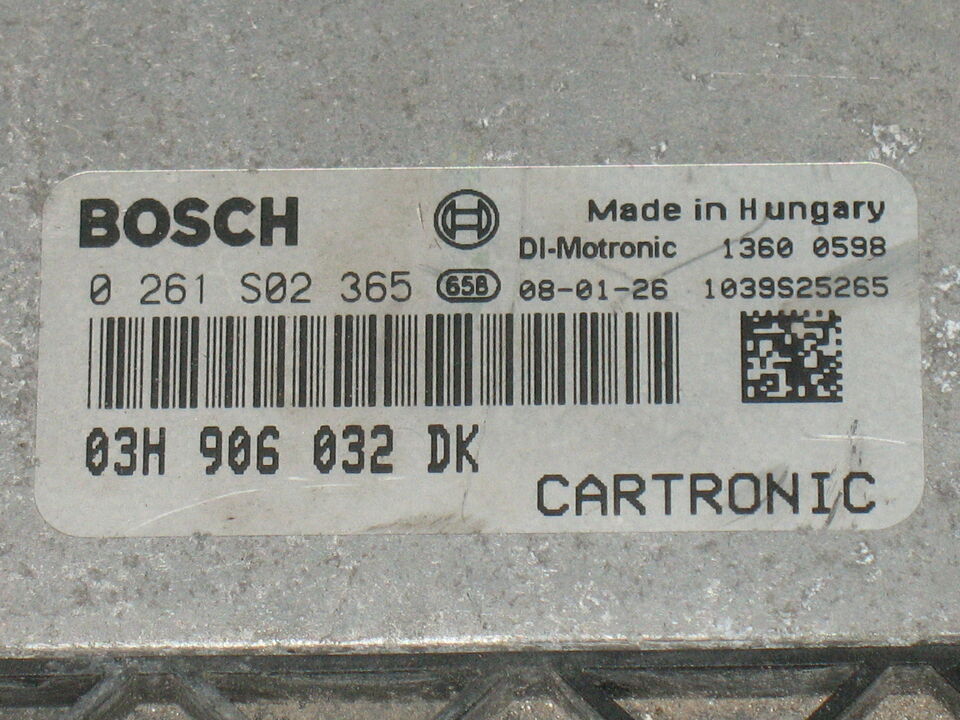 BOSCH
Made in Hungary
DI-Motronic 1360 0598
0 261 S02 365 658 08-01-26 1039S25265
03H 906 032 DK
CARTRONIC